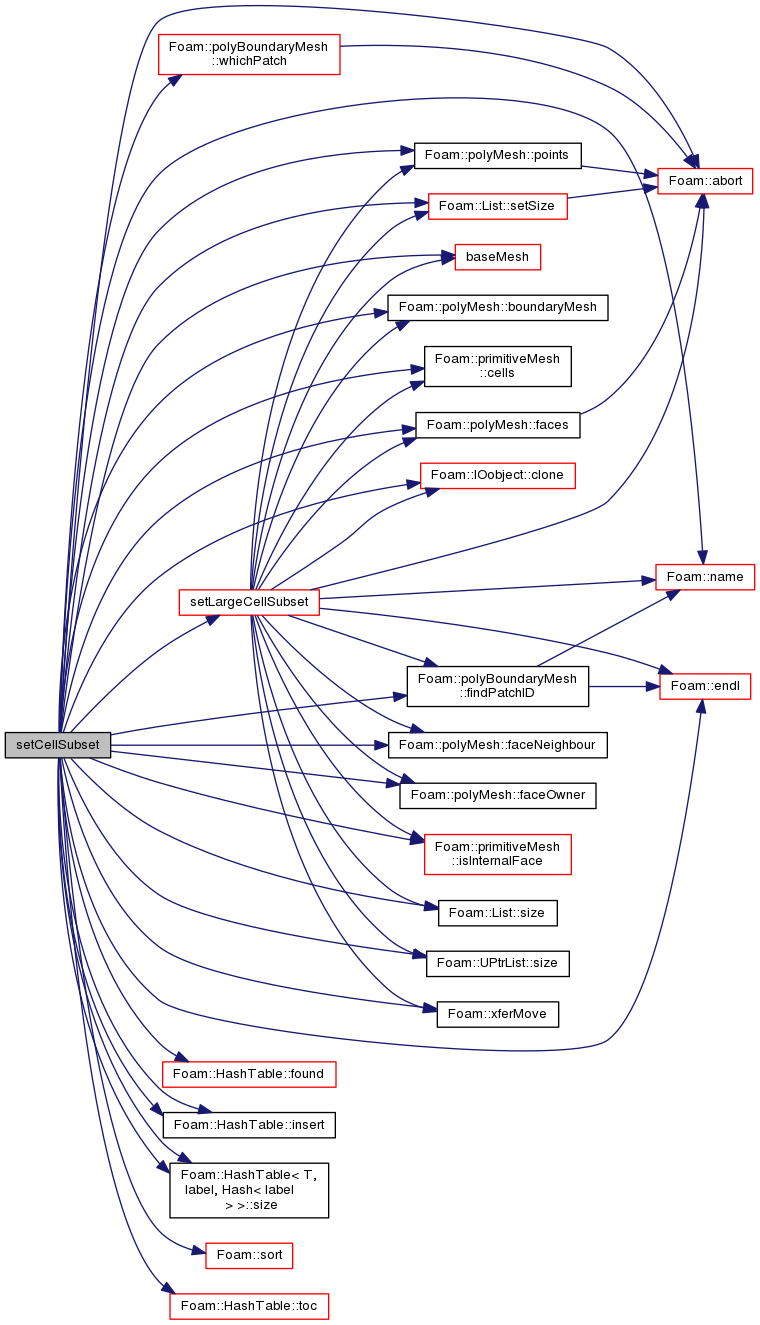 Foam::polyBoundaryMesh
::whichPatch
Foam::polyMesh::points
Foam::abort
Foam::List::setSize
baseMesh
Foam::polyMesh::boundaryMesh
Foam::primitiveMesh
::cells
Foam::polyMesh::faces
Foam::IOobject::clone
Foam::name
setLargeCellSubset
Foam::polyBoundaryMesh
::findPatchID
Foam::endl
setCellSubset
Foam::polyMesh::faceNeighbour
Foam::polyMesh::faceOwner
Foam::primitiveMesh
::isInternalFace
Foam::List::size
Foam::UPtrList::size
Foam::xferMove
Foam::HashTable::found
Foam::HashTable::insert
Foam::HashTable< T,
label, Hash< label
> >::size
Foam::sort
Foam::HashTable::toc